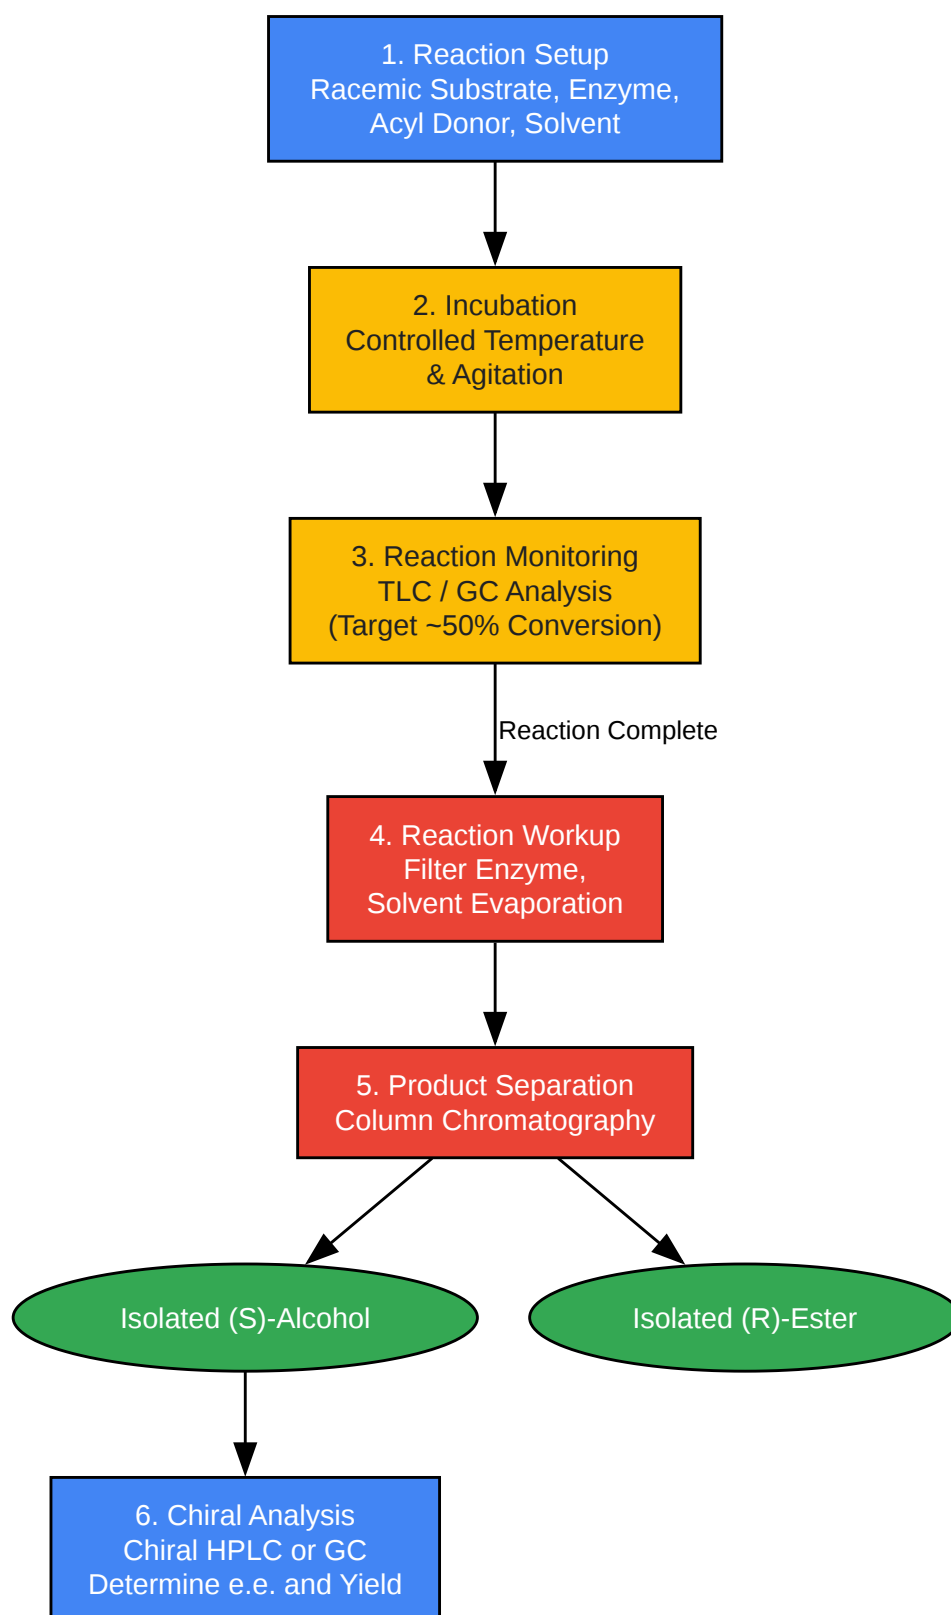 1. Reaction Setup
Racemic Substrate, Enzyme,
Acyl Donor, Solvent
2. Incubation
Controlled Temperature
& Agitation
3. Reaction Monitoring
TLC / GC Analysis
(Target ~50% Conversion)
Reaction Complete
4. Reaction Workup
Filter Enzyme,
Solvent Evaporation
5. Product Separation
Column Chromatography
Isolated (S)-Alcohol
Isolated (R)-Ester
6. Chiral Analysis
Chiral HPLC or GC
Determine e.e. and Yield